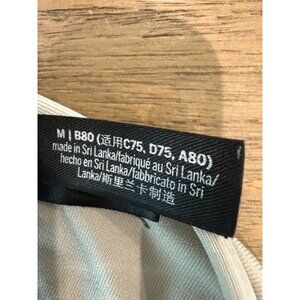 M | B80 (适用C75, D75, A80)
made in Sri Lanka/fabriqué au Sri Lanka/
hecho en Sri Lanka/fabbricato in Sri
Lanka/斯里兰卡制造